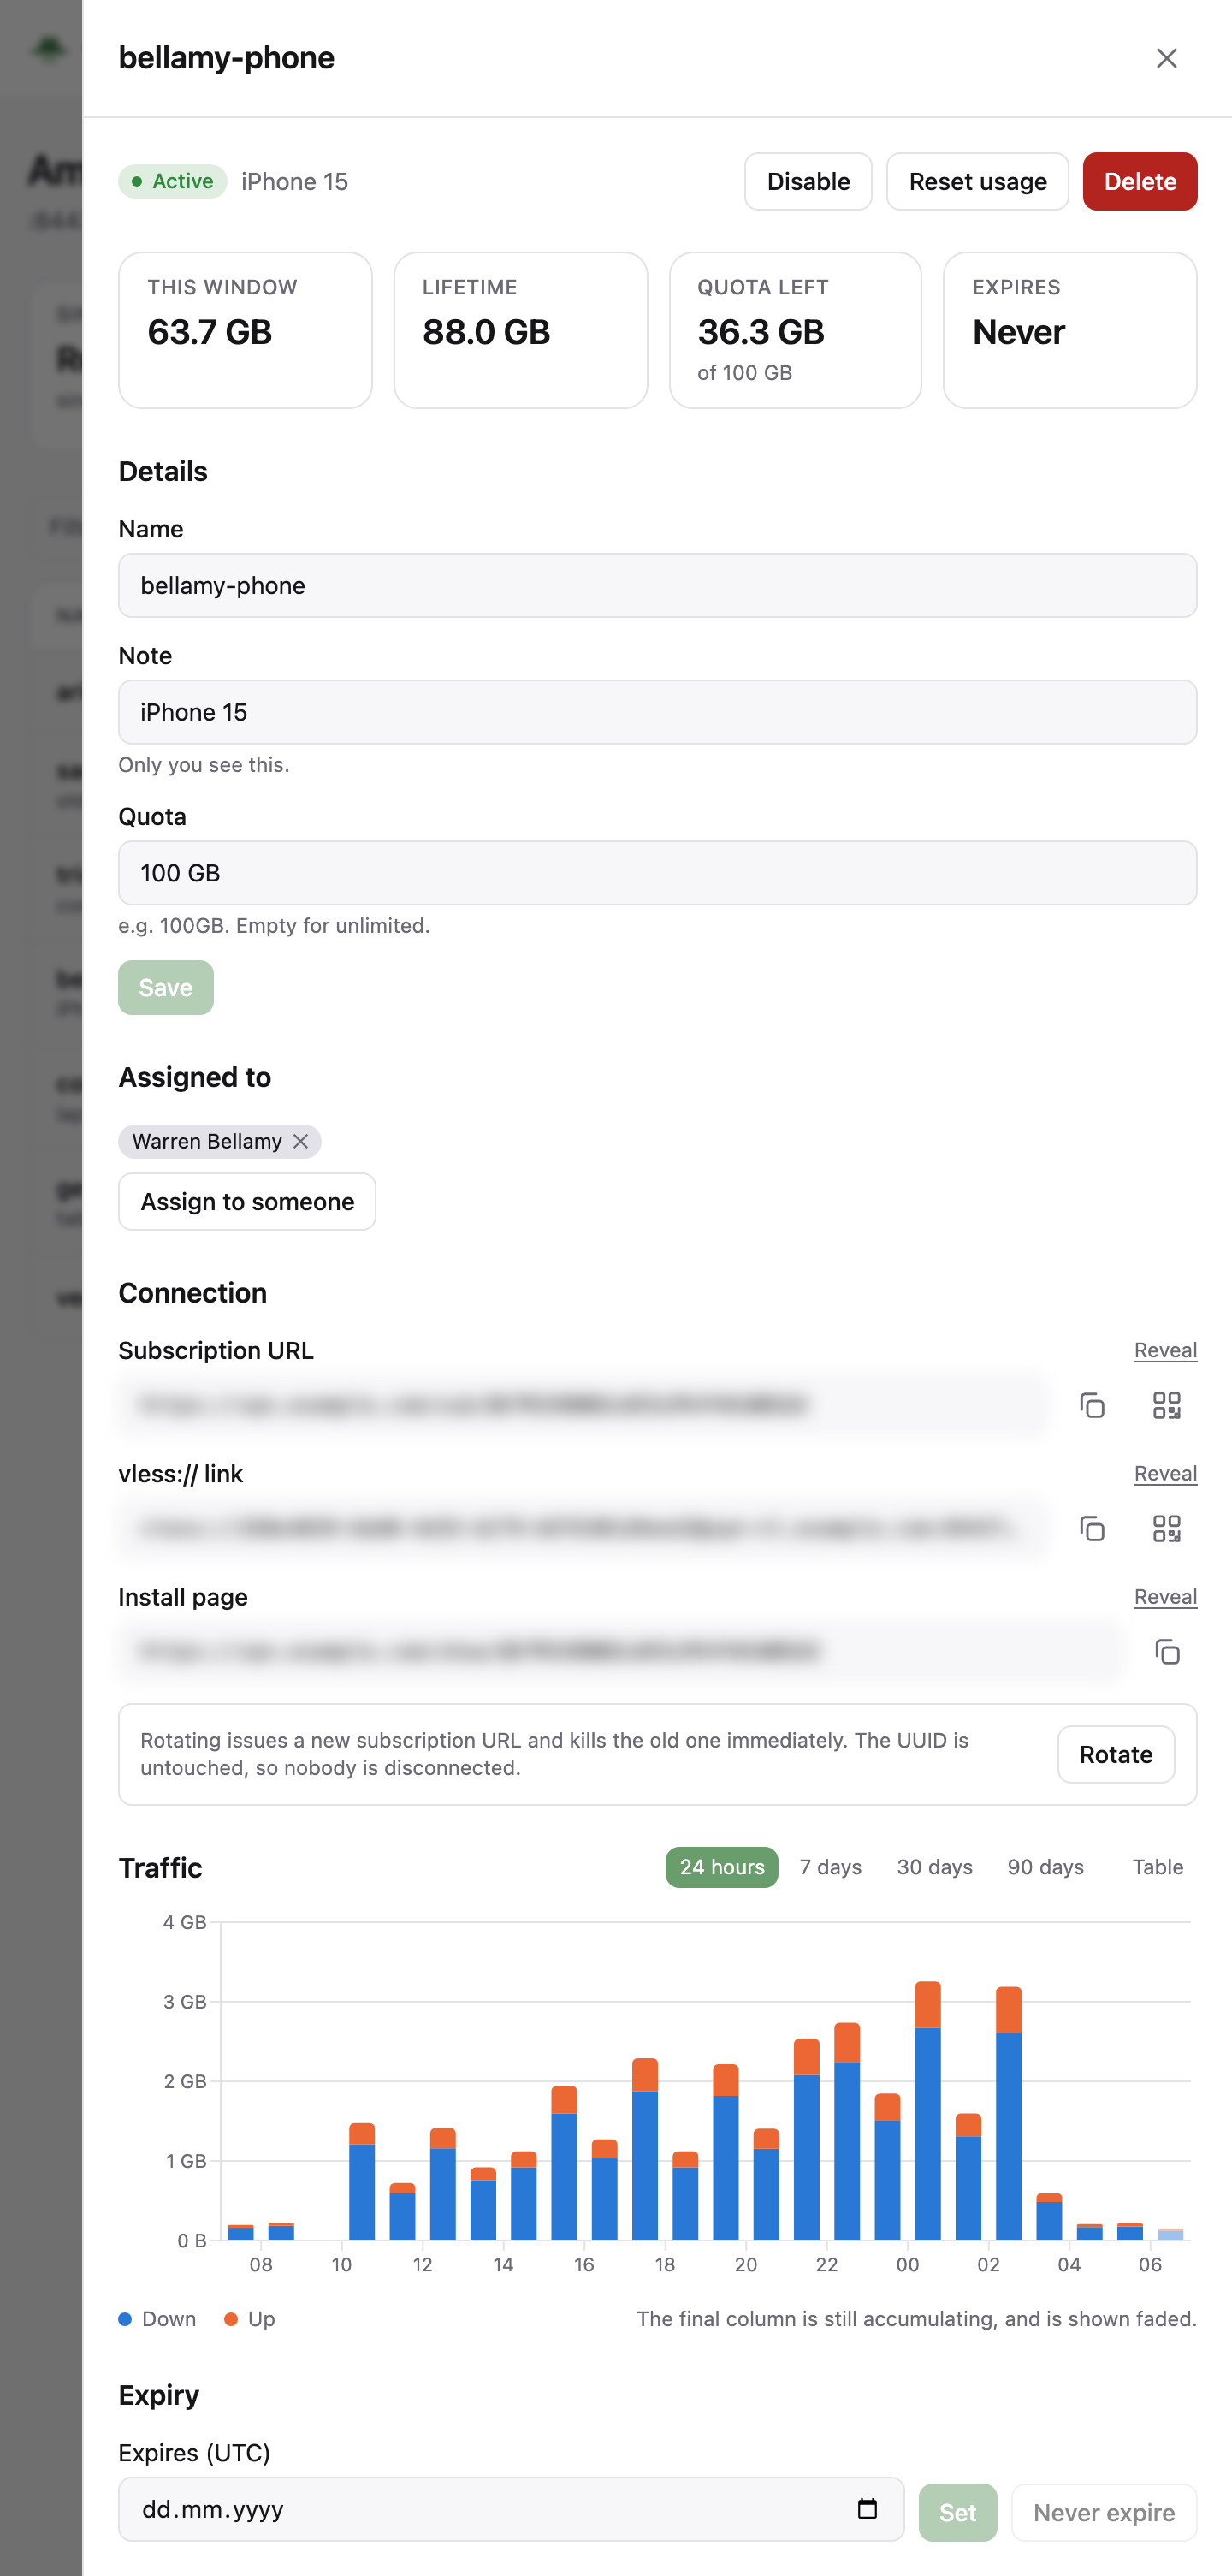 bellamy-phone
Active iPhone 15 Disable Reset usage Delete
THIS WINDOW LIFETIME QUOTA LEFT EXPIRES
63.7 GB 88.0 GB 36.3 GB Never
of 100 GB
Details
Name
bellamy-phone
Note
iPhone 15
Only you see this.
Quota
100 GB
e.g. 100GB. Empty for unlimited.
Save
Assigned to
Warren Bellamy
Assign to someone
Connection
Subscription URL Reveal
vless:// link Reveal
Install page Reveal
Rotating issues a new subscription URL and kills the old one immediately. The UUID is
untouched, so nobody is disconnected.
Rotate
Traffic 24 hours 7 days 30 days 90 days Table
4 GB
3 GB
2 GB
1 GB
0 B
08 10 12 14 16 18 20 22 00 02 04 06
Down Up The final column is still accumulating, and is shown faded.
Expiry
Expires (UTC)
dd.mm.yyyy Set Never expire